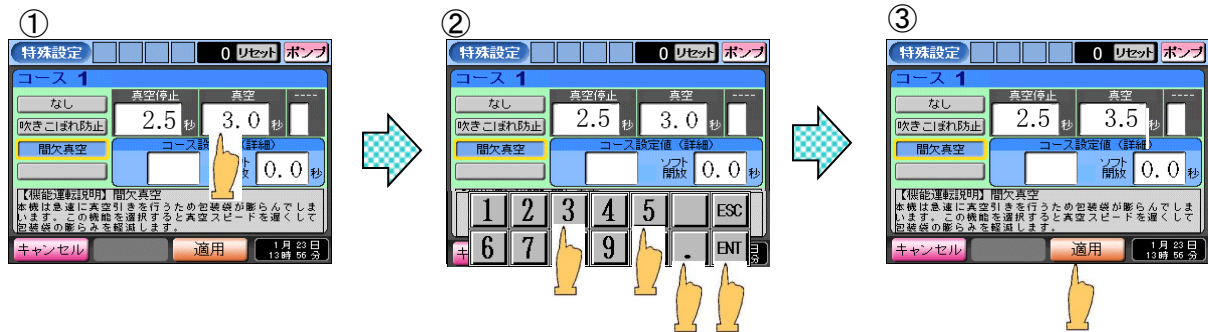 ①
特殊設定 0 リセット ポンプ
コース 1
なし 真空停止 真空 ----
吹きこぼれ防止 2.5 秒 3.0 秒
間欠真空
0.0 秒
【機能運転説明】間欠真空
本機は急速に真空引きを行うため包装袋が膨らんでしま
います。この機能を選択すると真空スピードを遅くして
包装袋の膨らみを軽減します。
キャンセル 適用 1月 23日
13時 56分
②
特殊設定 0 リセット ポンプ
コース 1
なし 真空停止 真空 ----
吹きこぼれ防止 2.5 秒 3.0 秒
間欠真空 コース設定値（詳細）
ソフト
開放 0.0 秒
1 2 3 4 5 ESC
6 7 9 . ENT
③
特殊設定 0 リセット ポンプ
コース 1
なし 真空停止 真空 ----
吹きこぼれ防止 2.5 秒 3.5 秒
間欠真空 コース設定値（詳細）
ソフト
開放 0.0 秒
【機能運転説明】間欠真空
本機は急速に真空引きを行うため包装袋が膨らんでしま
います。この機能を選択すると真空スピードを遅くして
包装袋の膨らみを軽減します。
キャンセル 適用 1月 23日
13時 56分